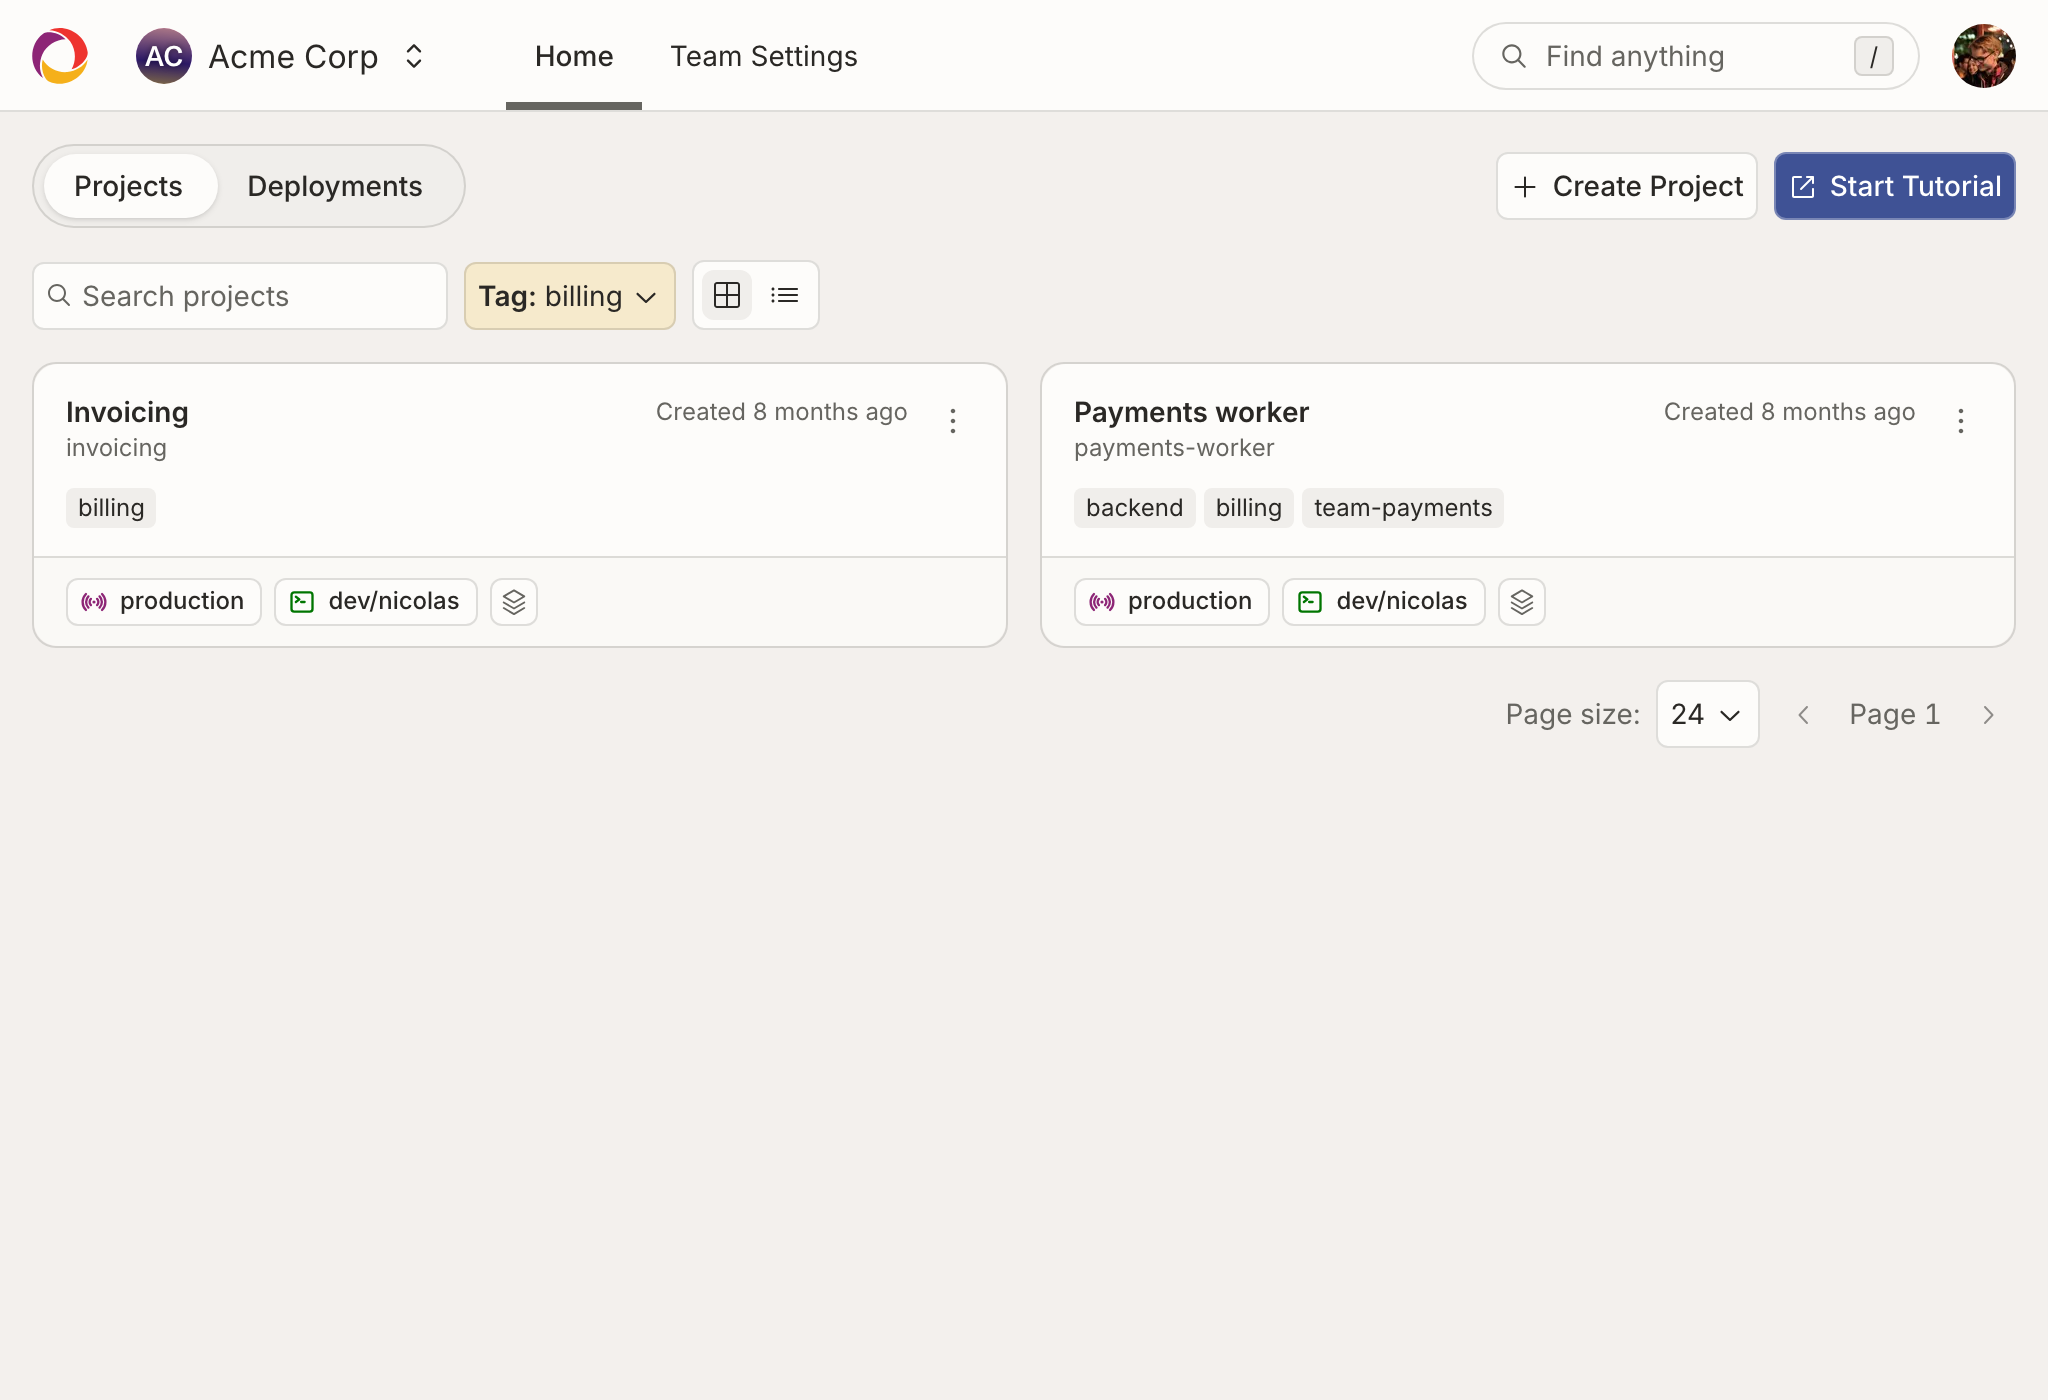 AC Acme Corp Home Team Settings Find anything /
Projects Deployments Create Project Start Tutorial
Search projects Tag: billing
Invoicing Created 8 months ago
invoicing
billing
production dev/nicolas
Payments worker Created 8 months ago
payments-worker
backend billing team-payments
production dev/nicolas
Page size: 24 Page 1